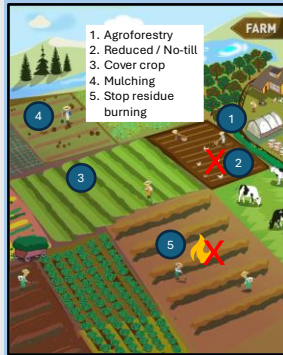 1. Agroforestry
2. Reduced / No-till
3. Cover crop
4. Mulching
5. Stop residue
burning
FARM
4
1
2
3
5